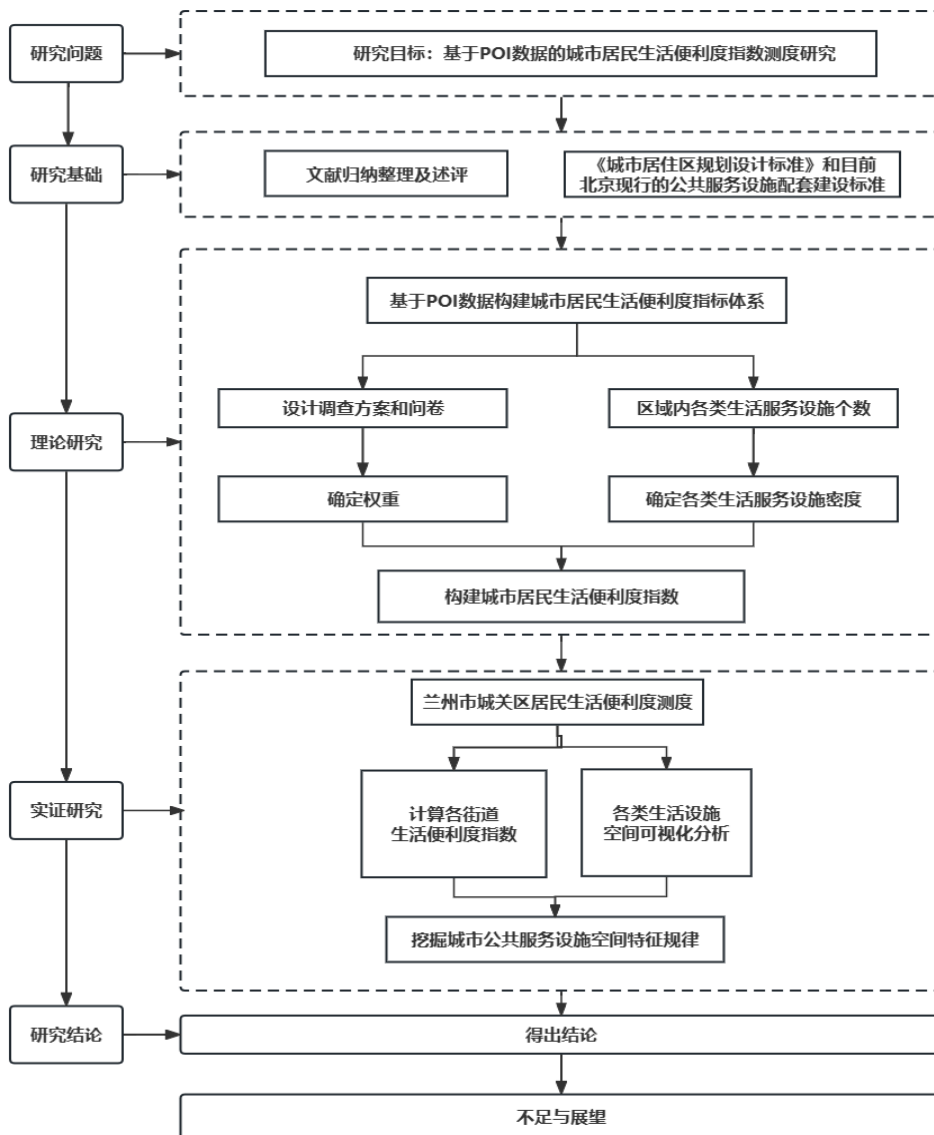 研究问题
研究目标：基于POI数据的城市居民生活便利度指数测度研究
研究基础
文献归纳整理及述评
《城市居住区规划设计标准》和目前
北京现行的公共服务设施配套建设标准
基于POI数据构建城市居民生活便利度指标体系
设计调查方案和问卷
区域内各类生活服务设施个数
理论研究
确定权重
确定各类生活服务设施密度
构建城市居民生活便利度指数
兰州市城关区居民生活便利度测度
实证研究
计算各街道
生活便利度指数
各类生活设施
空间可视化分析
挖掘城市公共服务设施空间特征规律
研究结论
得出结论
不足与展望